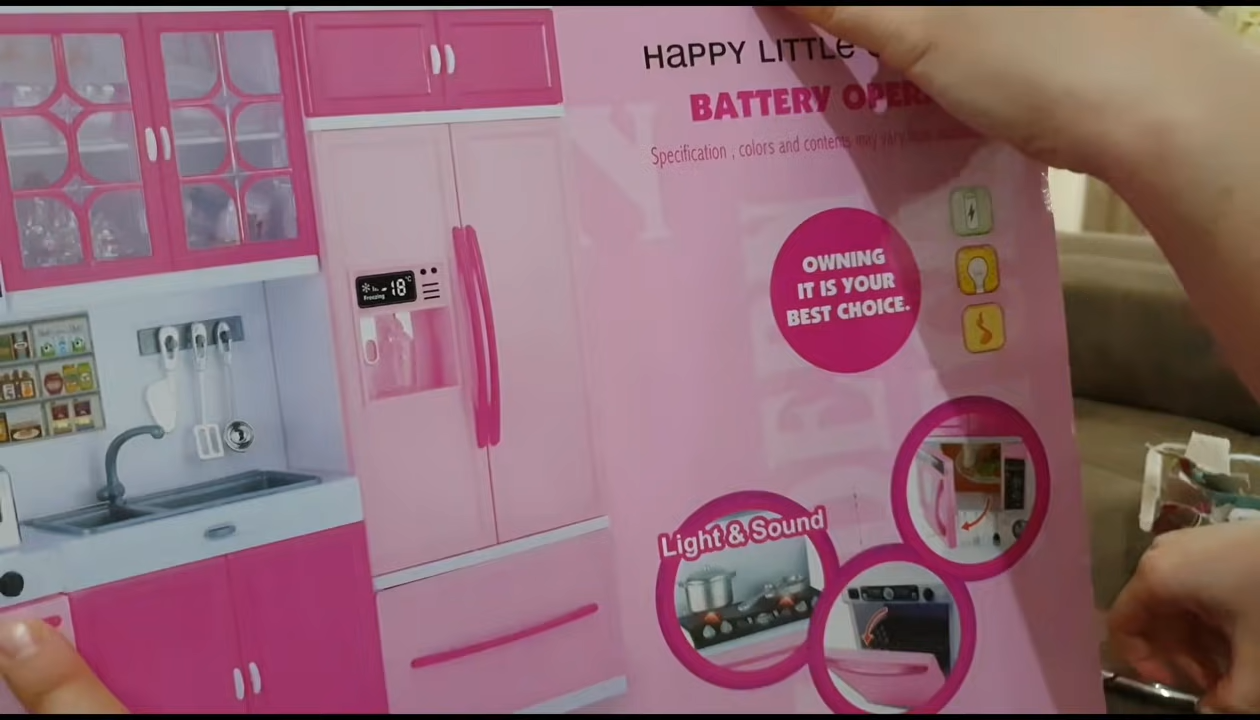 HaPPY LITTLe
BATTERY
Specification , colors and contents may vary
OWNING
IT IS YOUR
BEST CHOICE.
-18°C
Freezing
Light & Sound